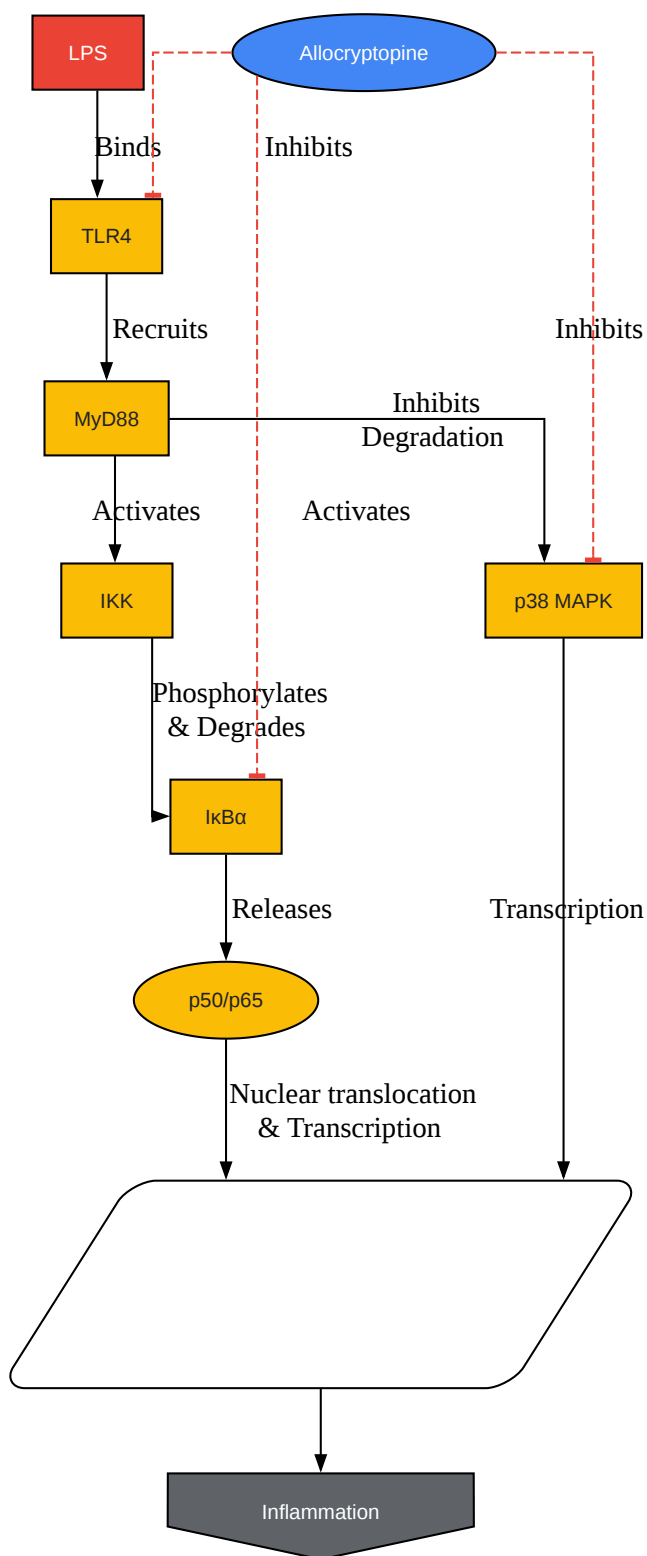 LPS
Allocryptopine
Binds
Inhibits
TLR4
Recruits
Inhibits
MyD88
Inhibits
Degradation
Activates
Activates
IKK
p38 MAPK
Phosphorylates
& Degrades
IκBα
Releases
Transcription
p50/p65
Nuclear translocation
& Transcription
Inflammation